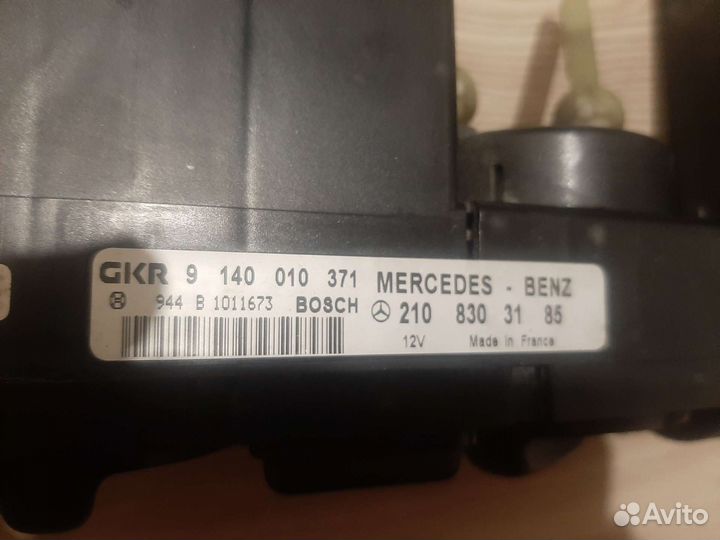 GKR 9 140 010 371 MERCEDES - BENZ
944 B 1011673 BOSCH 210 830 31 85
12V Made in France
Avito